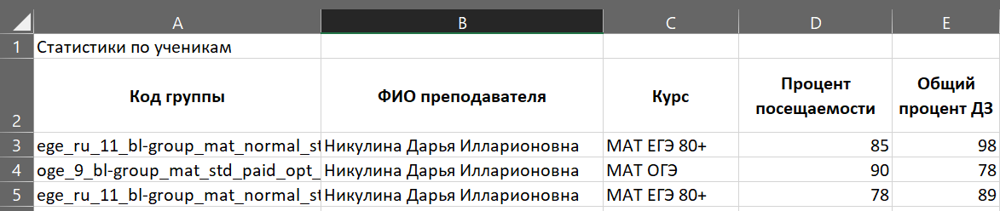 A B C D E
1 Статистики по ученикам
2 Код группы ФИО преподавателя Курс Процент посещаемости Общий процент ДЗ
3 ege_ru_11_bl-group_mat_normal_st Никулина Дарья Илларионовна МАТ ЕГЭ 80+ 85 98
4 oge_9_bl-group_mat_std_paid_opt_ Никулина Дарья Илларионовна МАТ ОГЭ 90 78
5 ege_ru_11_bl-group_mat_normal_st Никулина Дарья Илларионовна МАТ ЕГЭ 80+ 78 89